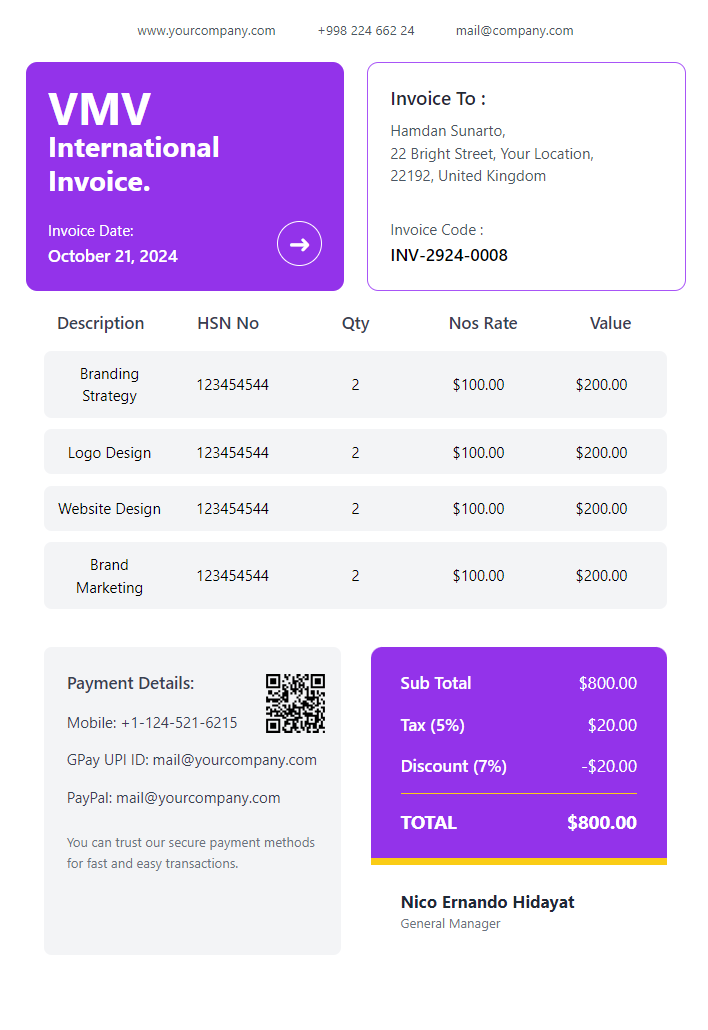 www.yourcompany.com +998 224 662 24 mail@company.com
VMV
International
Invoice.
Invoice Date:
October 21, 2024
Invoice To :
Hamdan Sunarto,
22 Bright Street, Your Location,
22192, United Kingdom
Invoice Code :
INV-2924-0008
Description HSN No Qty Nos Rate Value
Branding
Strategy
123454544 2 $100.00 $200.00
Logo Design 123454544 2 $100.00 $200.00
Website Design 123454544 2 $100.00 $200.00
Brand
Marketing
123454544 2 $100.00 $200.00
Payment Details:
Mobile: +1-124-521-6215
GPay UPI ID: mail@yourcompany.com
PayPal: mail@yourcompany.com
You can trust our secure payment methods
for fast and easy transactions.
Sub Total $800.00
Tax (5%) $20.00
Discount (7%) -$20.00
TOTAL $800.00
Nico Ernando Hidayat
General Manager